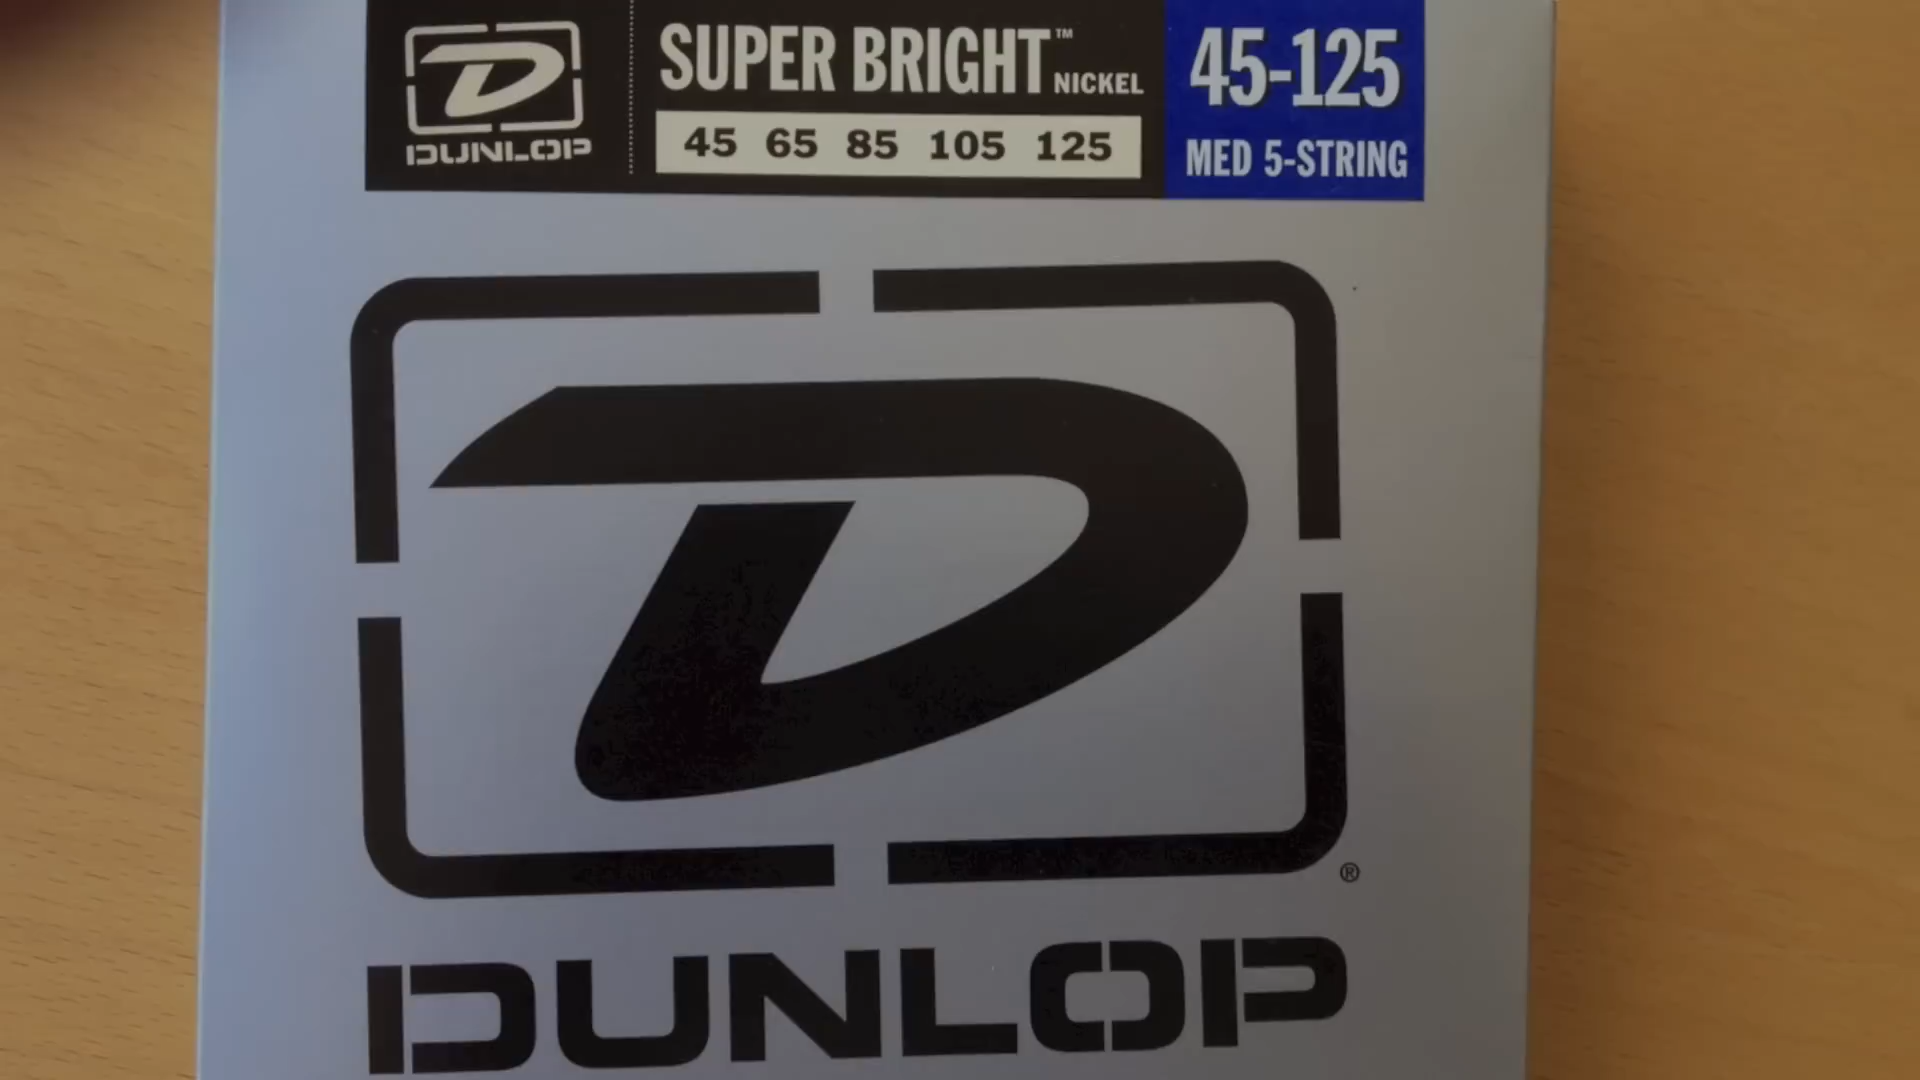 DUNLOP
SUPER BRIGHT™ NICKEL
45 65 85 105 125
45-125
MED 5-STRING
D
®
DUNLOP